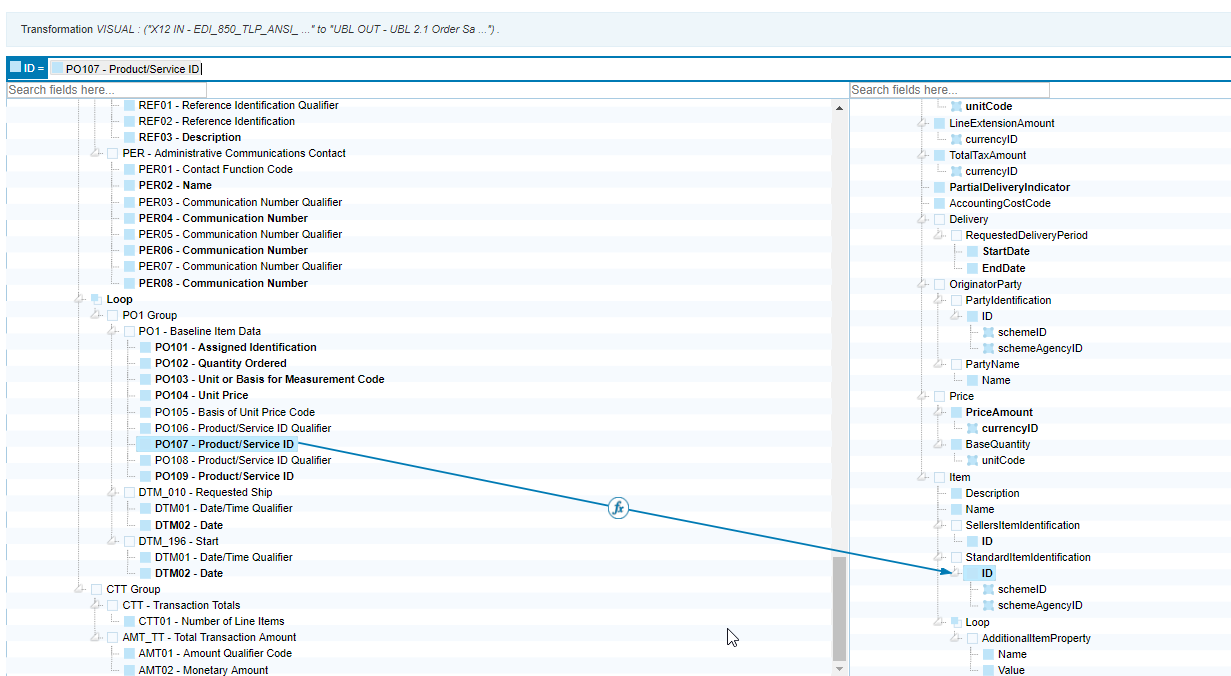 Transformation VISUAL : ("X12 IN - EDI_850_TLP_ANSI_ ..." to "UBL OUT - UBL 2.1 Order Sa ...") .
ID = PO107 - Product/Service ID
Search fields here...
REF01 - Reference Identification Qualifier
REF02 - Reference Identification
REF03 - Description
PER - Administrative Communications Contact
PER01 - Contact Function Code
PER02 - Name
PER03 - Communication Number Qualifier
PER04 - Communication Number
PER05 - Communication Number Qualifier
PER06 - Communication Number
PER07 - Communication Number Qualifier
PER08 - Communication Number
Loop
PO1 Group
PO1 - Baseline Item Data
PO101 - Assigned Identification
PO102 - Quantity Ordered
PO103 - Unit or Basis for Measurement Code
PO104 - Unit Price
PO105 - Basis of Unit Price Code
PO106 - Product/Service ID Qualifier
PO107 - Product/Service ID
PO108 - Product/Service ID Qualifier
PO109 - Product/Service ID
DTM_010 - Requested Ship
DTM01 - Date/Time Qualifier
DTM02 - Date
DTM_196 - Start
DTM01 - Date/Time Qualifier
DTM02 - Date
CTT Group
CTT - Transaction Totals
CTT01 - Number of Line Items
AMT_TT - Total Transaction Amount
AMT01 - Amount Qualifier Code
AMT02 - Monetary Amount
fx
Search fields here...
unitCode
LineExtensionAmount
currencyID
TotalTaxAmount
currencyID
PartialDeliveryIndicator
AccountingCostCode
Delivery
RequestedDeliveryPeriod
StartDate
EndDate
OriginatorParty
PartyIdentification
ID
schemeID
schemeAgencyID
PartyName
Name
Price
PriceAmount
currencyID
BaseQuantity
unitCode
Item
Description
Name
SellersItemIdentification
ID
StandardItemIdentification
ID
schemeID
schemeAgencyID
Loop
AdditionalItemProperty
Name
Value